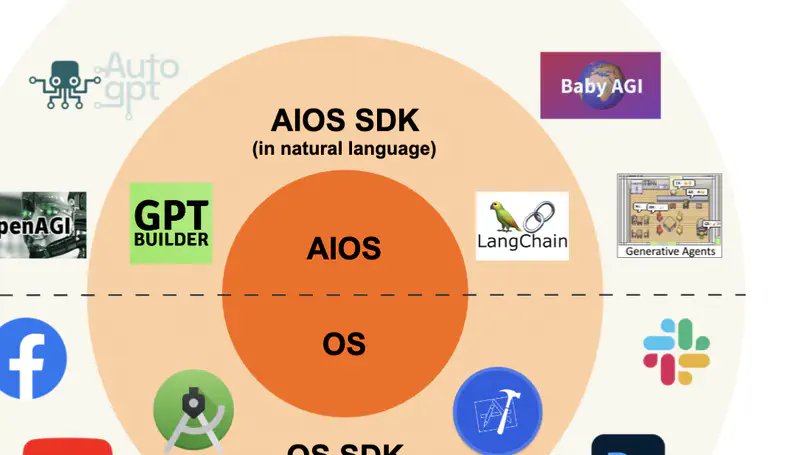 Auto
gpt
Baby AGI
AIOS SDK
(in natural language)
penAGI
GPT
BUILDER
LangChain
Generative Agents
AIOS
OS
OS SDK